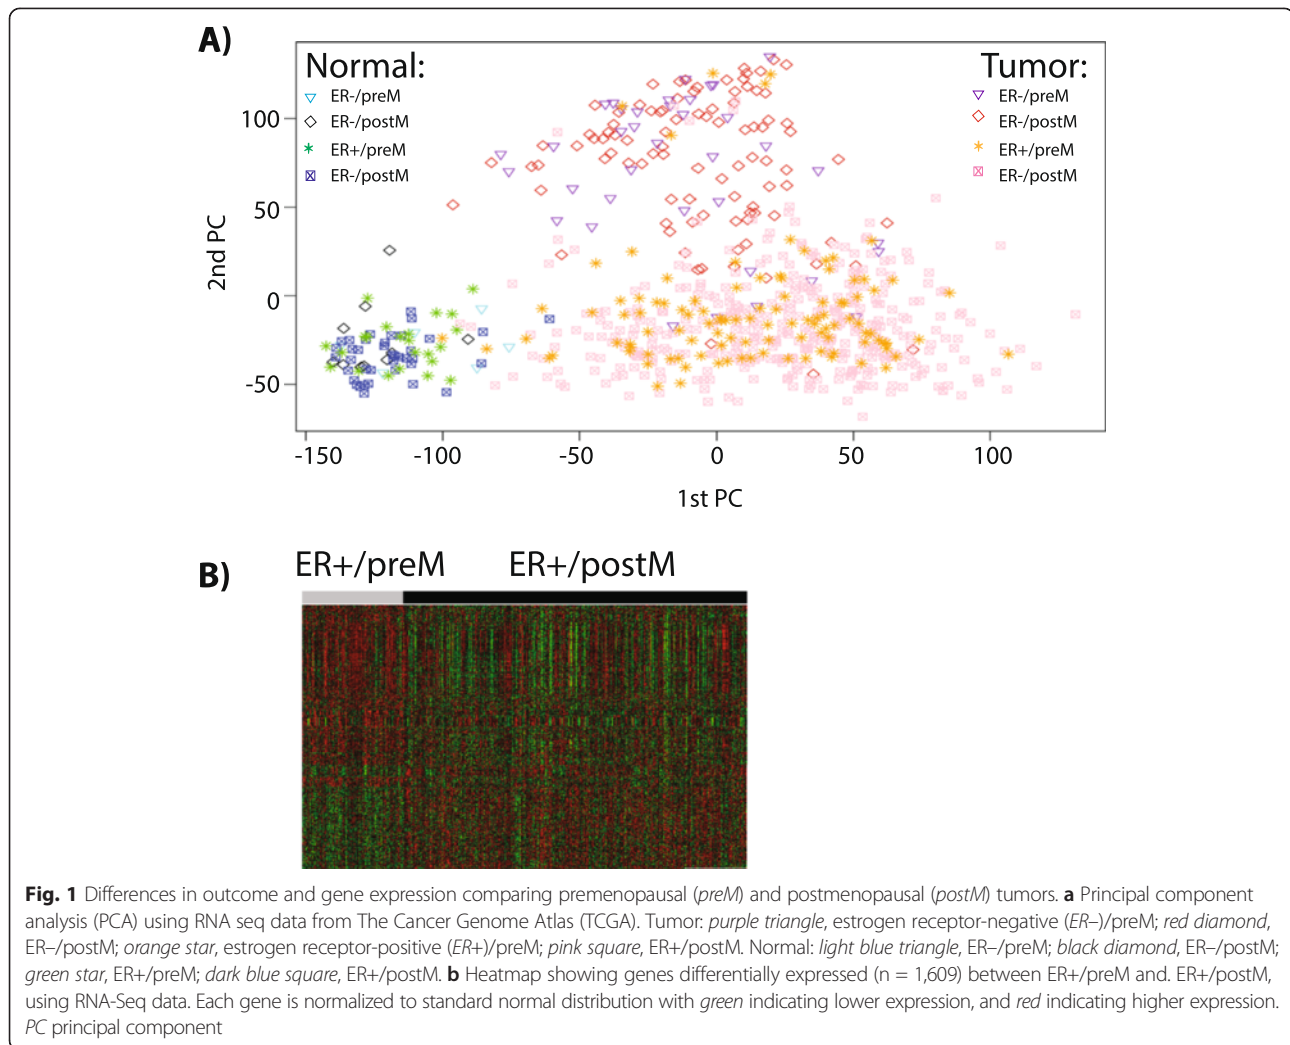 A)
Normal:
ER-/preM
ER-/postM
ER+/preM
ER-/postM
Tumor:
ER-/preM
ER-/postM
ER+/preM
ER-/postM
2nd PC
100
50
0
-50
-150 -100 -50 0 50 100
1st PC
B)
ER+/preM ER+/postM
Fig. 1 Differences in outcome and gene expression comparing premenopausal (preM) and postmenopausal (postM) tumors. a Principal component
analysis (PCA) using RNA seq data from The Cancer Genome Atlas (TCGA). Tumor: purple triangle, estrogen receptor-negative (ER–)/preM; red diamond,
ER–/postM; orange star, estrogen receptor-positive (ER+)/preM; pink square, ER+/postM. Normal: light blue triangle, ER–/preM; black diamond, ER–/postM;
green star, ER+/preM; dark blue square, ER+/postM. b Heatmap showing genes differentially expressed (n = 1,609) between ER+/preM and. ER+/postM,
using RNA-Seq data. Each gene is normalized to standard normal distribution with green indicating lower expression, and red indicating higher expression.
PC principal component